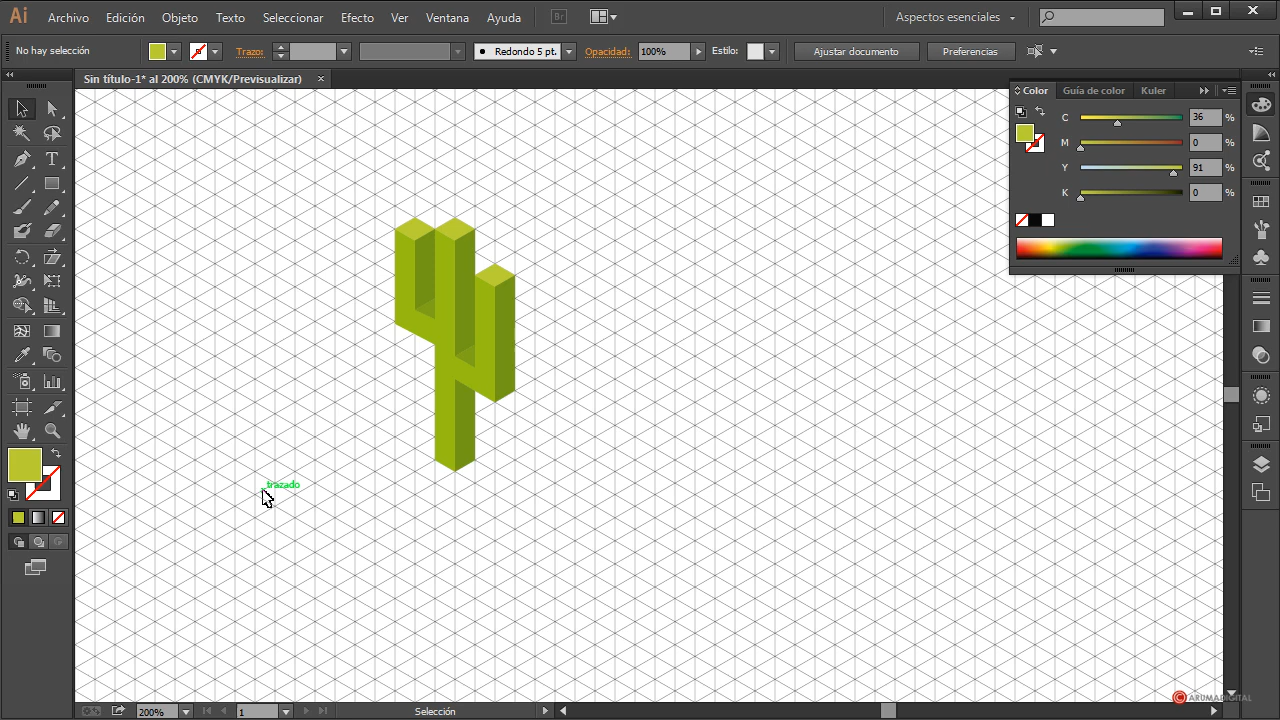 Ai Archivo Edición Objeto Texto Seleccionar Efecto Ver Ventana Ayuda Br Aspectos esenciales
No hay selección Trazo: Redondo 5 pt. Opacidad: 100% Estilo: Ajustar documento Preferencias
Sin título-1* al 200% (CMYK/Previsualizar) ×
Color Guía de color Kuler
C 36 %
M 0 %
Y 91 %
K 0 %
trazado
200% 1 Selección
© ARUMADIGITAL